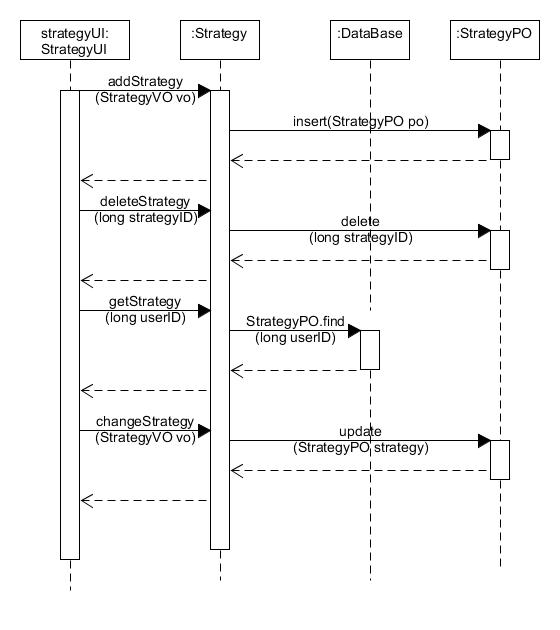 strategyUI:
StrategyUI
:Strategy
:DataBase
:StrategyPO
addStrategy
(StrategyVO vo)
insert(StrategyPO po)
deleteStrategy
(long strategyID)
delete
(long strategyID)
getStrategy
(long userID)
StrategyPO.find
(long userID)
changeStrategy
(StrategyVO vo)
update
(StrategyPO strategy)